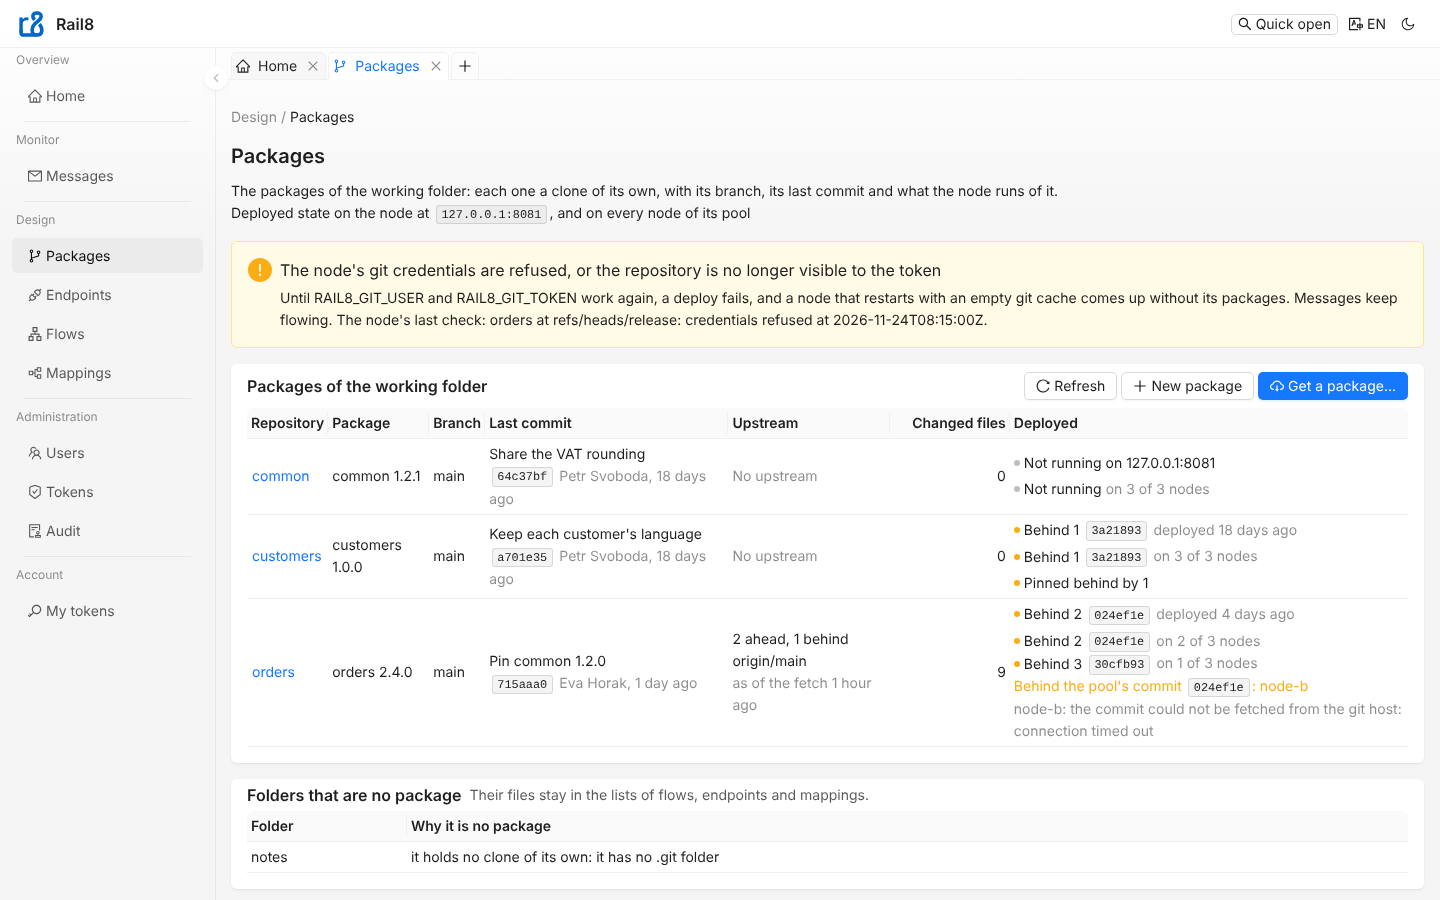 Rail8
Quick open
EN
Overview
Home
Monitor
Messages
Design
Packages
Endpoints
Flows
Mappings
Administration
Users
Tokens
Audit
Account
My tokens
Home
Packages
Design / Packages
Packages
The packages of the working folder: each one a clone of its own, with its branch, its last commit and what the node runs of it.
Deployed state on the node at 127.0.0.1:8081, and on every node of its pool
The node's git credentials are refused, or the repository is no longer visible to the token
Until RAIL8_GIT_USER and RAIL8_GIT_TOKEN work again, a deploy fails, and a node that restarts with an empty git cache comes up without its packages. Messages keep
flowing. The node's last check: orders at refs/heads/release: credentials refused at 2026-11-24T08:15:00Z.
Packages of the working folder
Refresh
New package
Get a package...
Repository Package Branch Last commit Upstream Changed files Deployed
common
common 1.2.1
main
Share the VAT rounding
64c37bf Petr Svoboda, 18 days
ago
No upstream
0
Not running on 127.0.0.1:8081
Not running on 3 of 3 nodes
customers
customers
1.0.0
main
Keep each customer's language
a701e35 Petr Svoboda, 18 days
ago
No upstream
0
Behind 1 3a21893 deployed 18 days ago
Behind 1 3a21893 on 3 of 3 nodes
Pinned behind by 1
orders
orders 2.4.0
main
Pin common 1.2.0
715aaa0 Eva Horak, 1 day ago
2 ahead, 1 behind
origin/main
as of the fetch 1 hour
ago
9
Behind 2 024ef1e deployed 4 days ago
Behind 2 024ef1e on 2 of 3 nodes
Behind 3 30cfb93 on 1 of 3 nodes
Behind the pool's commit 024ef1e: node-b
node-b: the commit could not be fetched from the git host:
connection timed out
Folders that are no package Their files stay in the lists of flows, endpoints and mappings.
Folder Why it is no package
notes it holds no clone of its own: it has no .git folder